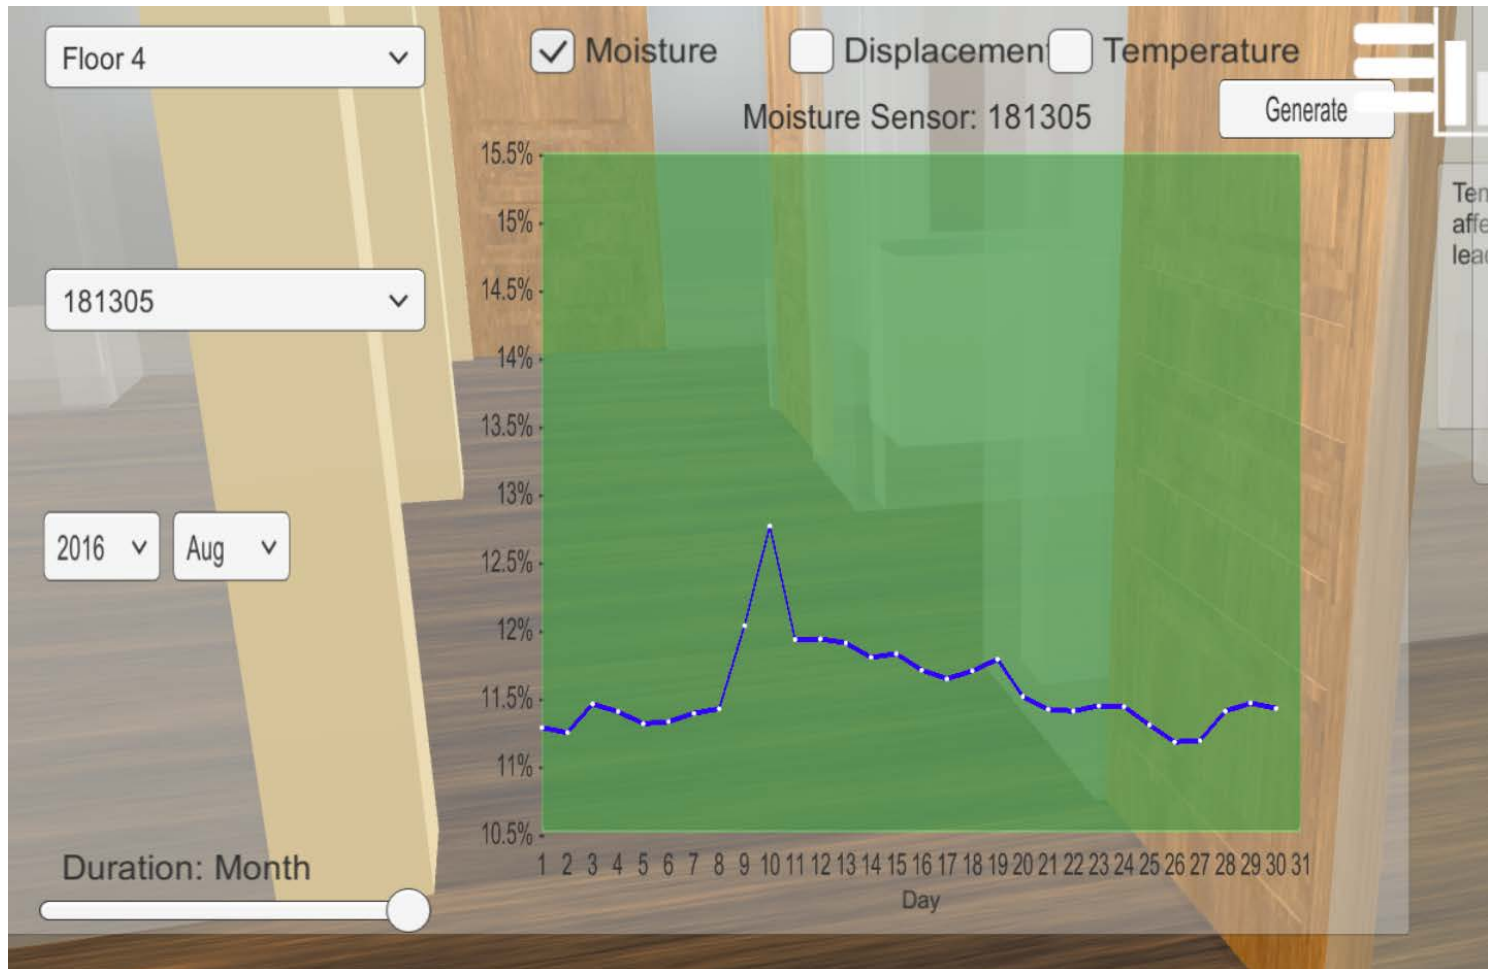 Floor 4
Moisture
Displacemen
Temperature
Moisture Sensor: 181305
Generate
15.5%
15%
14.5%
14%
13.5%
13%
12.5%
12%
11.5%
11%
10.5%
181305
2016
Aug
Duration: Month
1 2 3 4 5 6 7 8 9 10 11 12 13 14 15 16 17 18 19 20 21 22 23 24 25 26 27 28 29 30 31
Day
Ten
affe
lead